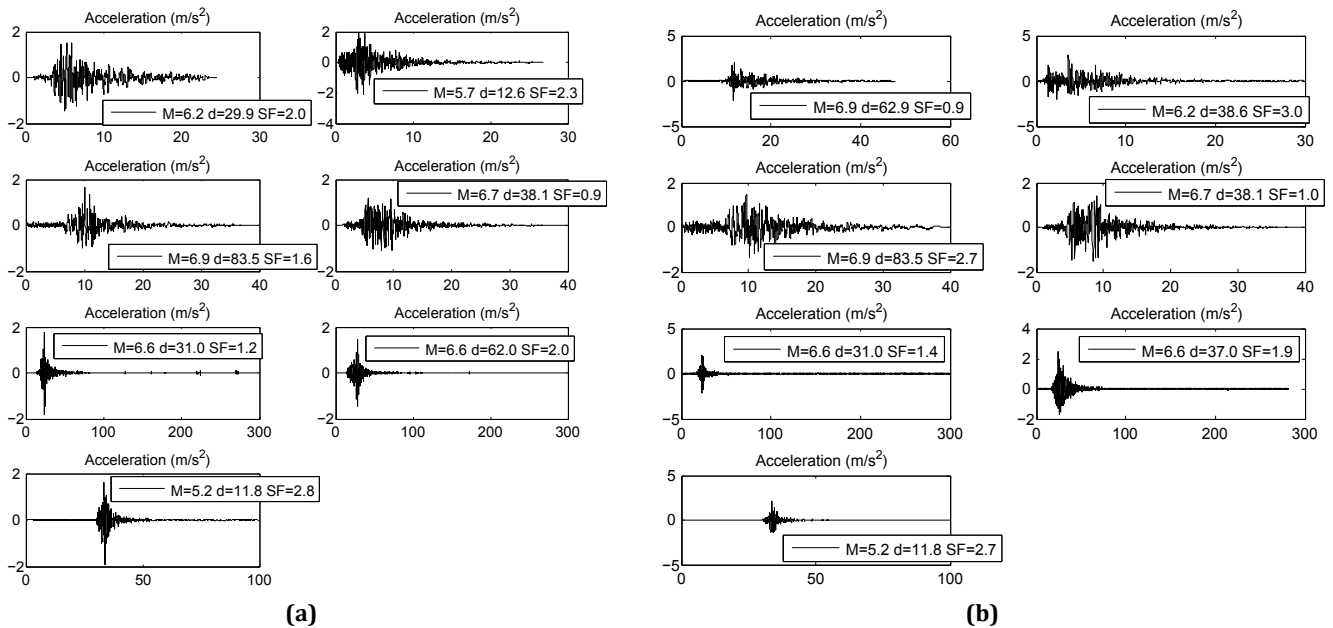 Acceleration (m/s²)
2
0
−2
0 10 20 30
M=6.2 d=29.9 SF=2.0
Acceleration (m/s²)
2
0
−2
−4
0 10 20 30
M=5.7 d=12.6 SF=2.3
Acceleration (m/s²)
2
0
−2
0 10 20 30 40
M=6.9 d=83.5 SF=1.6
Acceleration (m/s²)
2
0
−2
0 10 20 30 40
M=6.7 d=38.1 SF=0.9
Acceleration (m/s²)
2
0
−2
0 100 200 300
M=6.6 d=31.0 SF=1.2
Acceleration (m/s²)
2
0
−2
0 100 200 300
M=6.6 d=62.0 SF=2.0
Acceleration (m/s²)
2
0
−2
0 50 100
M=5.2 d=11.8 SF=2.8
(a)
Acceleration (m/s²)
5
0
−5
0 20 40 60
M=6.9 d=62.9 SF=0.9
Acceleration (m/s²)
5
0
−5
0 10 20 30
M=6.2 d=38.6 SF=3.0
Acceleration (m/s²)
2
0
−2
0 10 20 30 40
M=6.9 d=83.5 SF=2.7
Acceleration (m/s²)
2
0
−2
0 10 20 30 40
M=6.7 d=38.1 SF=1.0
Acceleration (m/s²)
5
0
−5
0 100 200 300
M=6.6 d=31.0 SF=1.4
Acceleration (m/s²)
4
2
0
−2
0 100 200 300
M=6.6 d=37.0 SF=1.9
Acceleration (m/s²)
5
0
−5
0 50 100
M=5.2 d=11.8 SF=2.7
(b)